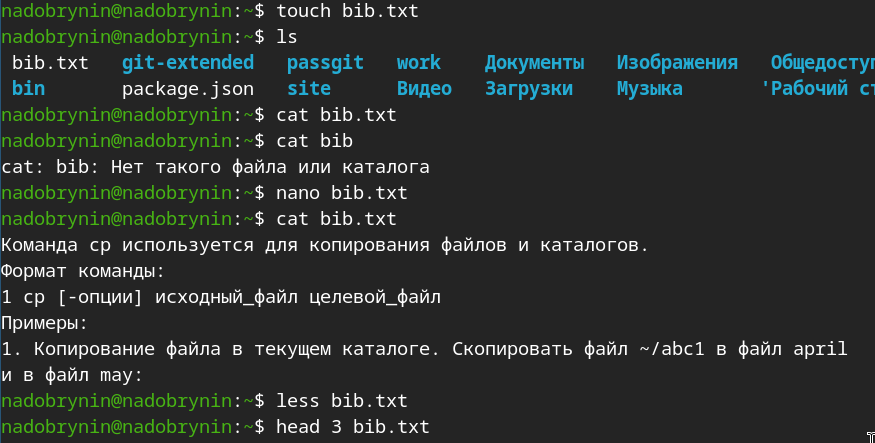 nadobrynin@nadobrynin:~$ touch bib.txt
nadobrynin@nadobrynin:~$ ls
bib.txt git-extended passgit work Документы Изображения
bin package.json site Видео Загрузки Музыка 'Рабочий
nadobrynin@nadobrynin:~$ cat bib.txt
nadobrynin@nadobrynin:~$ cat bib
cat: bib: Нет такого файла или каталога
nadobrynin@nadobrynin:~$ nano bib.txt
nadobrynin@nadobrynin:~$ cat bib.txt
Команда cp используется для копирования файлов и каталогов.
Формат команды:
1 cp [-опции] исходный_файл целевой_файл
Примеры:
1. Копирование файла в текущем каталоге. Скопировать файл ~/abc1 в файл april
и в файл may:
nadobrynin@nadobrynin:~$ less bib.txt
nadobrynin@nadobrynin:~$ head 3 bib.txt